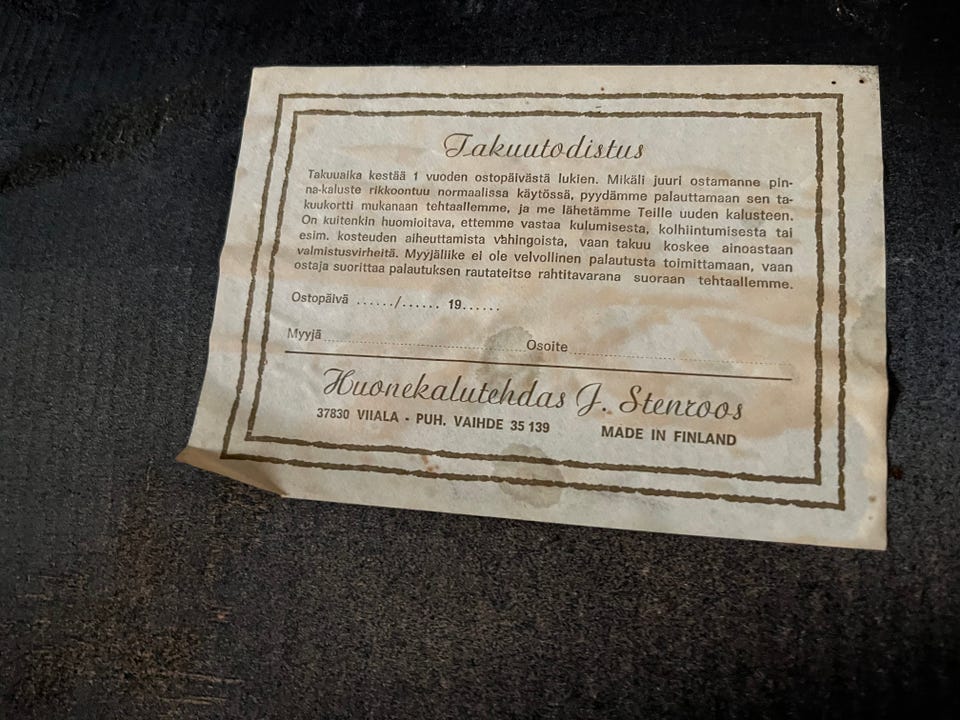 Takuutodistus
Takuuaika kestää 1 vuoden ostopäivästä lukien. Mikäli juuri ostamanne pin-
na-kaluste rikkoontuu normaalissa käytössä, pyydämme palauttamaan sen ta-
kuukortti mukanaan tehtaallemme, ja me lähetämme Teille uuden kalusteen.
On kuitenkin huomioitava, ettemme vastaa kulumisesta, kolhiintumisesta tai
esim. kosteuden aiheuttamista vahingoista, vaan takuu koskee ainoastaan
valmistusvirheitä. Myyjäliike ei ole velvollinen palautusta toimittamaan, vaan
ostaja suorittaa palautuksen rautateitse rahtitavarana suoraan tehtaallemme.
Ostopäivä ....../...... 19......
Myyjä ........................ Osoite ........................
Huonekalutehdas J. Stenroos
37830 VIIALA - PUH. VAIHDE 35 139 MADE IN FINLAND